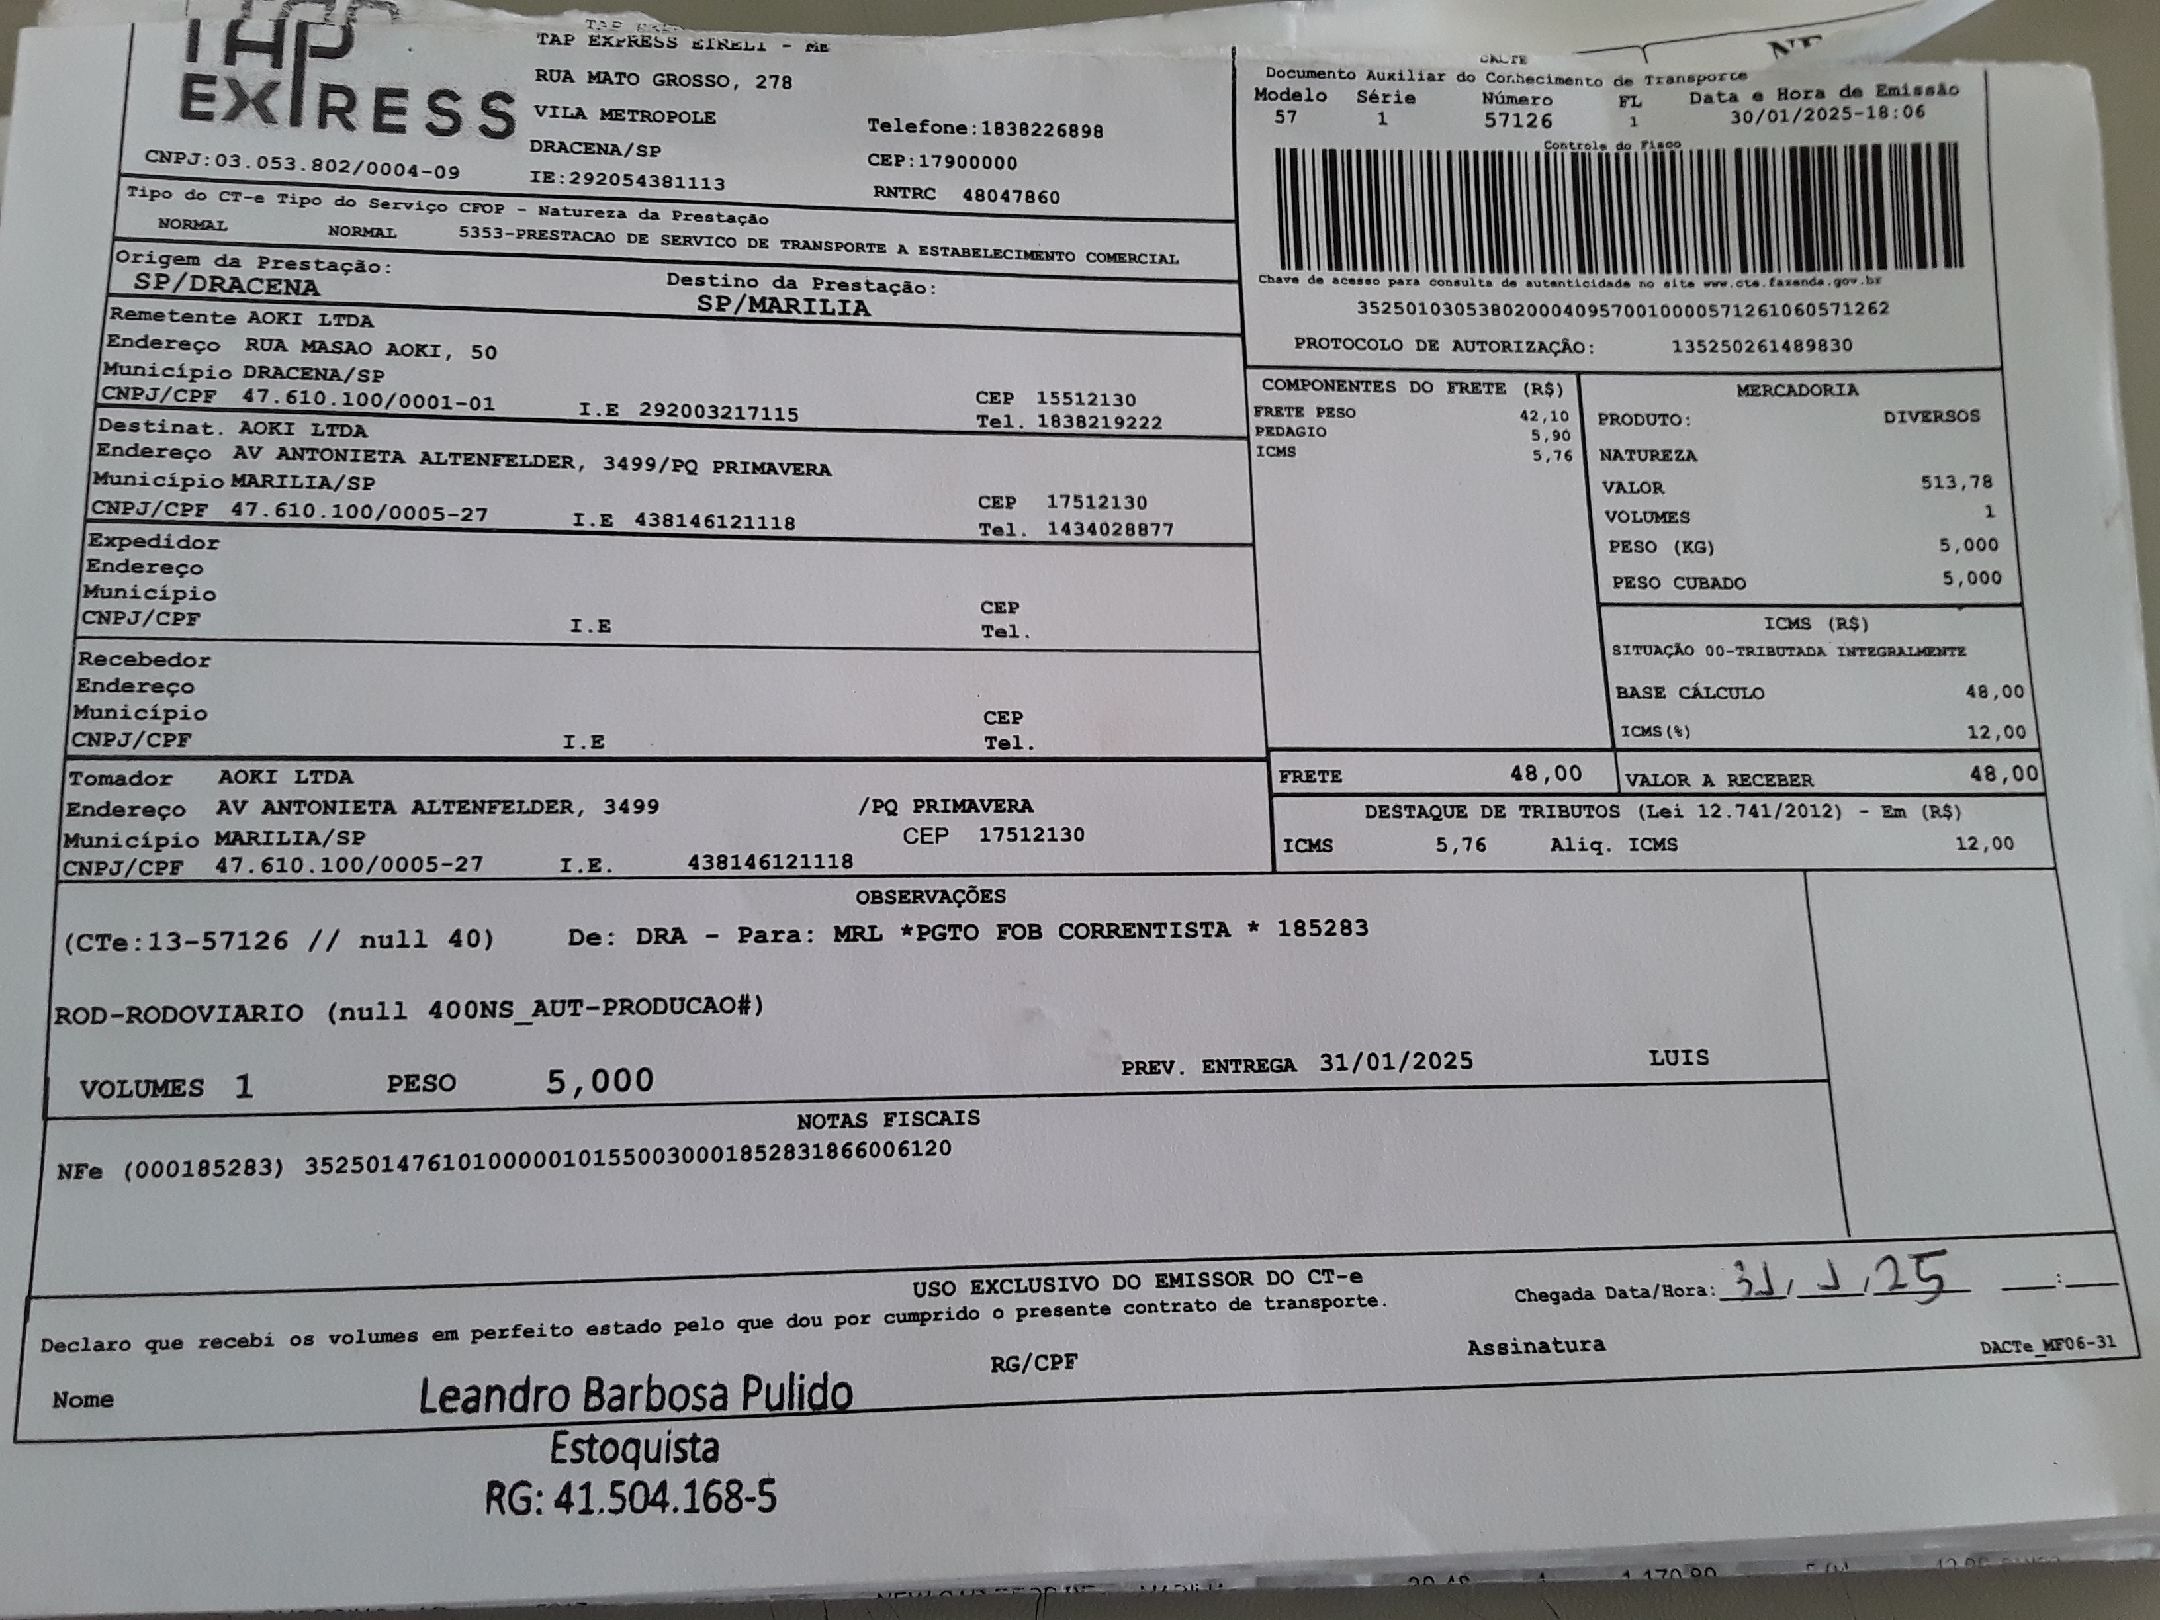 TAP
EXPRESS
CNPJ:03.053.802/0004-09
TAP EXPRESS EIRELI - ME
RUA MATO GROSSO, 278
VILA METROPOLE
DRACENA/SP
IE:292054381113
Telefone:1838226898
CEP:17900000
RNTRC 48047860
DACTE
Documento Auxiliar do Conhecimento de Transporte
Modelo Série Número FL Data e Hora de Emissão
57 1 57126 1 30/01/2025-18:06
Controle do Fisco
Chave de acesso para consulta de autenticidade no site www.cte.fazenda.gov.br
35250103053802000409570010000571261060571262
PROTOCOLO DE AUTORIZAÇÃO: 135250261489830
Tipo do CT-e Tipo do Serviço CFOP - Natureza da Prestação
NORMAL NORMAL 5353-PRESTACAO DE SERVICO DE TRANSPORTE A ESTABELECIMENTO COMERCIAL
Origem da Prestação: Destino da Prestação:
SP/DRACENA SP/MARILIA
Remetente AOKI LTDA
Endereço RUA MASAO AOKI, 50
Município DRACENA/SP CEP 15512130
CNPJ/CPF 47.610.100/0001-01 I.E 292003217115 Tel. 1838219222
Destinat. AOKI LTDA
Endereço AV ANTONIETA ALTENFELDER, 3499/PQ PRIMAVERA
Município MARILIA/SP CEP 17512130
CNPJ/CPF 47.610.100/0005-27 I.E 438146121118 Tel. 1434028877
Expedidor
Endereço
Município CEP
CNPJ/CPF I.E Tel.
Recebedor
Endereço
Município CEP
CNPJ/CPF I.E Tel.
Tomador AOKI LTDA
Endereço AV ANTONIETA ALTENFELDER, 3499 /PQ PRIMAVERA
Município MARILIA/SP CEP 17512130
CNPJ/CPF 47.610.100/0005-27 I.E. 438146121118
COMPONENTES DO FRETE (R$)
FRETE PESO 42,10
PEDAGIO 5,90
ICMS 5,76
MERCADORIA
PRODUTO: DIVERSOS
NATUREZA
VALOR 513,78
VOLUMES 1
PESO (KG) 5,000
PESO CUBADO 5,000
ICMS (R$)
SITUAÇÃO 00-TRIBUTADA INTEGRALMENTE
BASE CÁLCULO 48,00
ICMS(%) 12,00
FRETE 48,00 VALOR A RECEBER 48,00
DESTAQUE DE TRIBUTOS (Lei 12.741/2012) - Em (R$)
ICMS 5,76 Aliq. ICMS 12,00
OBSERVAÇÕES
(CTe:13-57126 // null 40) De: DRA - Para: MRL *PGTO FOB CORRENTISTA * 185283
ROD-RODOVIARIO (null 400NS_AUT-PRODUCAO#)
VOLUMES 1 PESO 5,000 PREV. ENTREGA 31/01/2025 LUIS
NOTAS FISCAIS
NFe (000185283) 35250147610100000101550030001852831866006120
USO EXCLUSIVO DO EMISSOR DO CT-e
Declaro que recebi os volumes em perfeito estado pelo que dou por cumprido o presente contrato de transporte.
Chegada Data/Hora: 31/1/25 __:__
Nome RG/CPF Assinatura DACTe_MF06-31
Leandro Barbosa Pulido
Estoquista
RG: 41.504.168-5